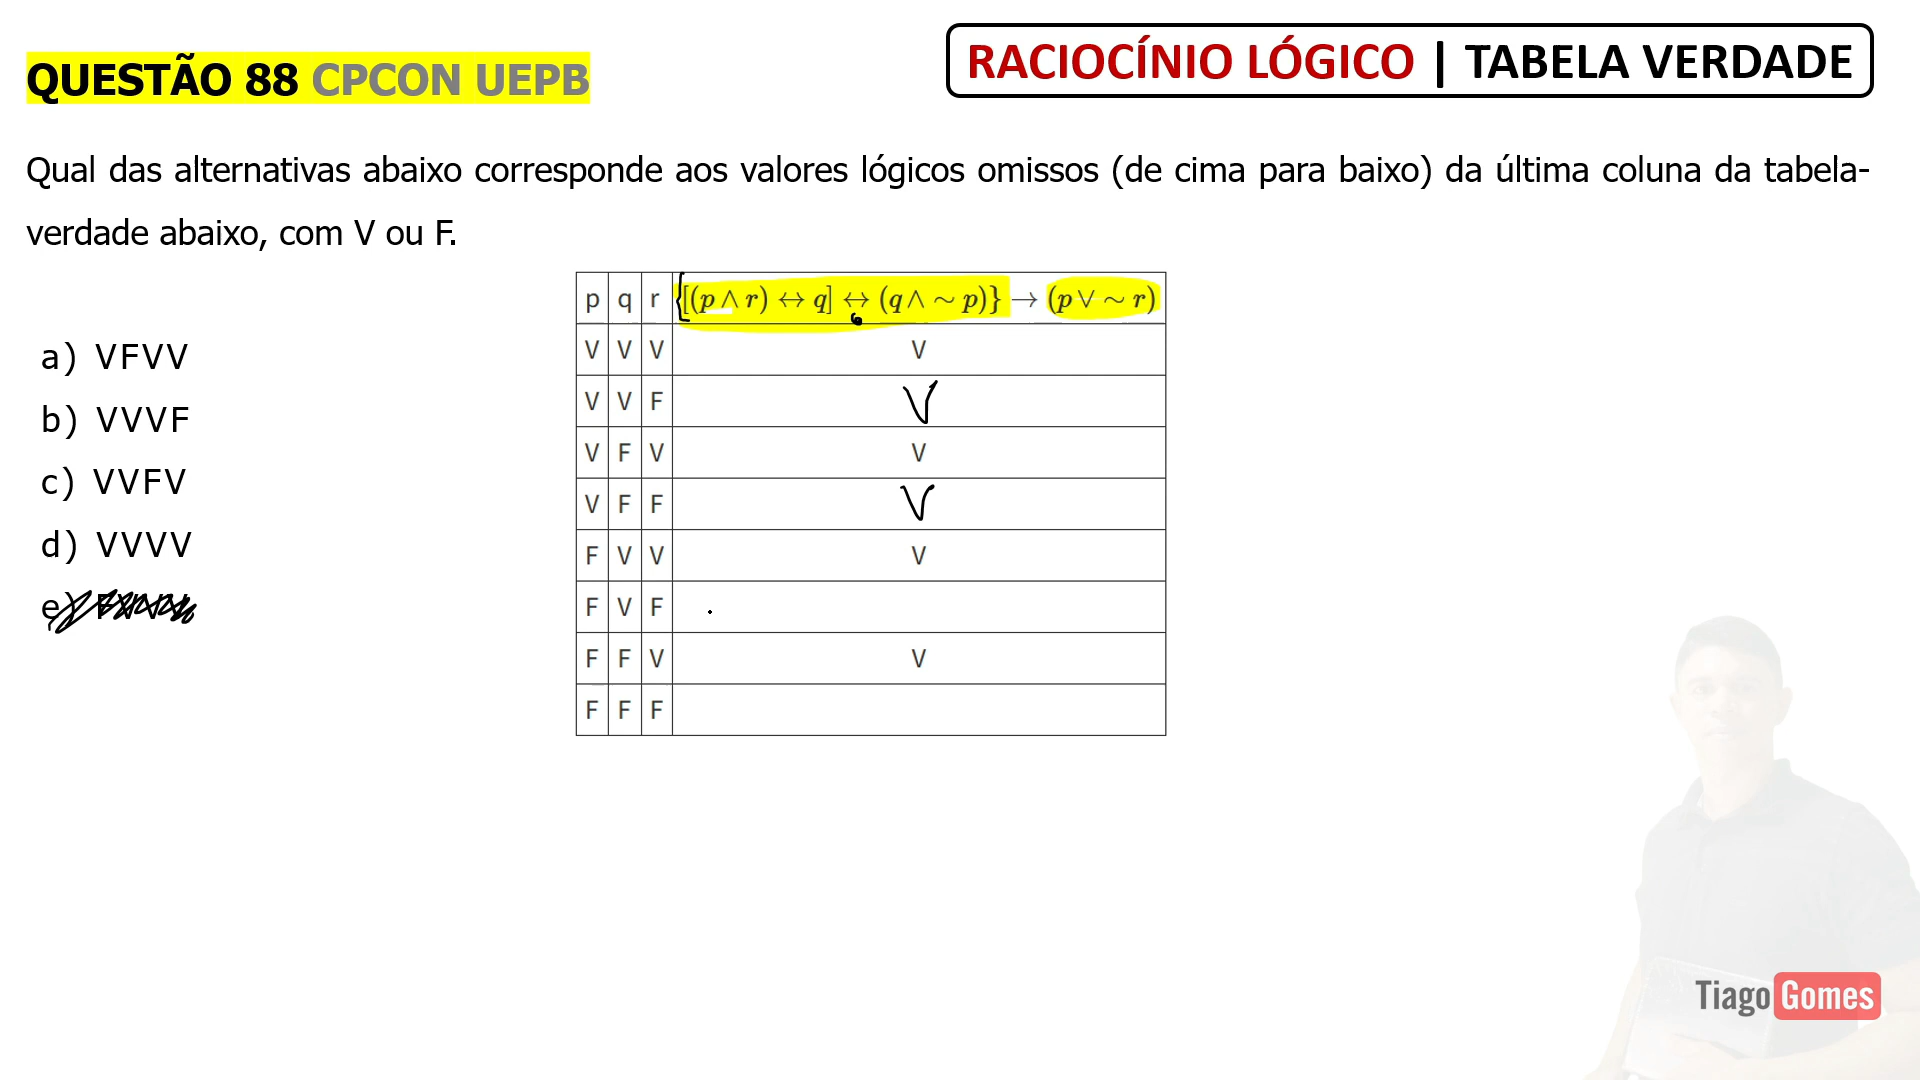 QUESTÃO 88 CPCON UEPB
RACIOCÍNIO LÓGICO | TABELA VERDADE
Qual das alternativas abaixo corresponde aos valores lógicos omissos (de cima para baixo) da última coluna da tabela-
verdade abaixo, com V ou F.
a) VFVV
b) VVVF
c) VVFV
d) VVVV
e)
p q r {[(p ∧ r) ↔ q] ↔ (q ∧ ~ p)} → (p ∨ ~ r)
V V V V
V V F V
V F V V
V F F V
F V V V
F V F
F F V V
F F F
Tiago Gomes